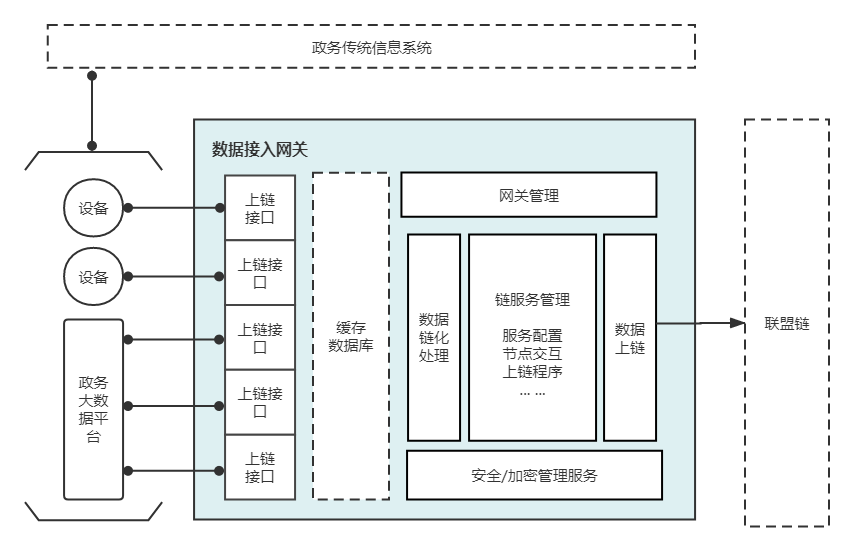 政务传统信息系统
数据接入网关
设备
设备
政务
大数
据平
台
上链
接口
上链接
口
上链接
口
上链接
口
上链
接口
缓存
数据库
网关管理
数据
链化
处理
链服务管理
服务配置
节点交互
上链程序
... ...
数据
上链
安全/加密管理服务
联盟链